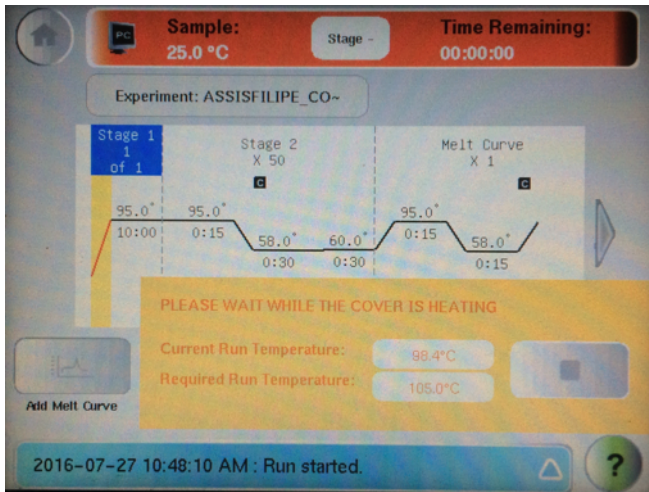 PC
Sample:
25.0 °C
Stage -
Time Remaining:
00:00:00
Experiment: ASSISFILIPE_CO~
Stage 1
1
of 1
Stage 2
X 50
C
Melt Curve
X 1
C
95.0°
10:00
95.0°
0:15
58.0°
0:30
60.0°
0:30
95.0°
0:15
58.0°
0:15
PLEASE WAIT WHILE THE COVER IS HEATING
Current Run Temperature:
98.4°C
Required Run Temperature:
105.0°C
Add Melt Curve
2016-07-27 10:48:10 AM : Run started.
?